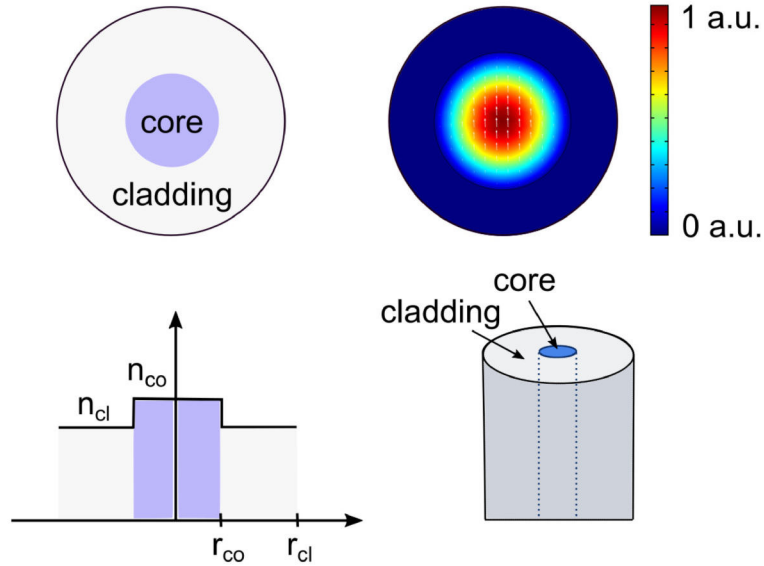 core
cladding
1 a.u.
0 a.u.
n_co
n_cl
r_co
r_cl
core
cladding